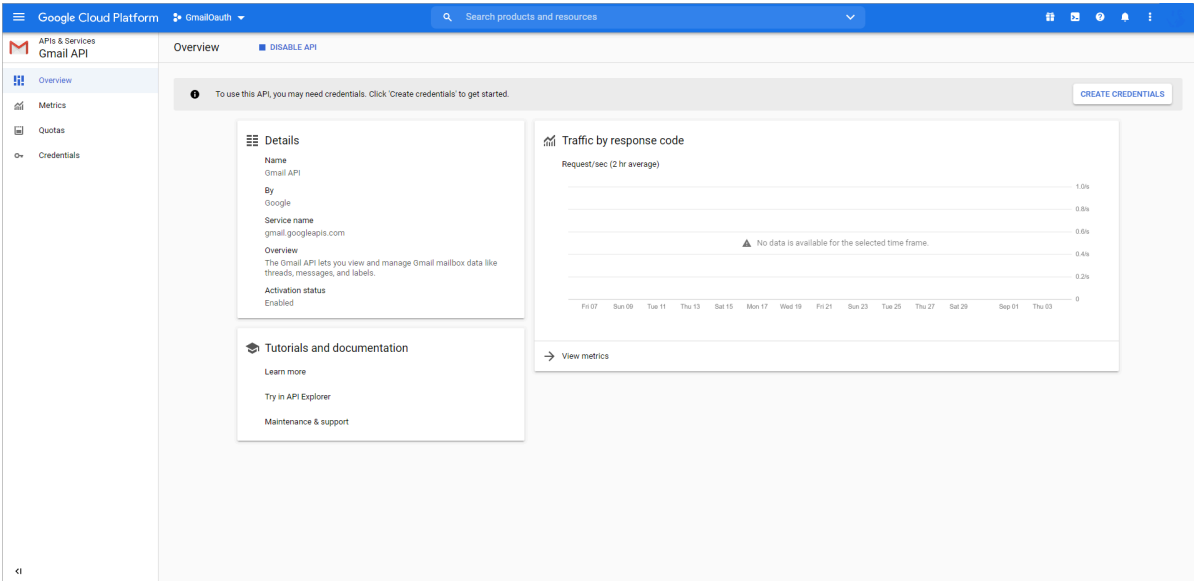 Google Cloud Platform GmailOauth Search products and resources
APIs & Services
Gmail API
Overview DISABLE API
Overview
Metrics
Quotas
Credentials
To use this API, you may need credentials. Click 'Create credentials' to get started. CREATE CREDENTIALS
Details
Name
Gmail API
By
Google
Service name
gmail.googleapis.com
Overview
The Gmail API lets you view and manage Gmail mailbox data like
threads, messages, and labels.
Activation status
Enabled
Tutorials and documentation
Learn more
Try in API Explorer
Maintenance & support
Traffic by response code
Request/sec (2 hr average)
1.0/s
0.8/s
0.6/s
No data is available for the selected time frame.
0.4/s
0.2/s
0
Fri 07 Sun 09 Tue 11 Thu 13 Sat 15 Mon 17 Wed 19 Fri 21 Sun 23 Tue 25 Thu 27 Sat 29 Sep 01 Thu 03
View metrics